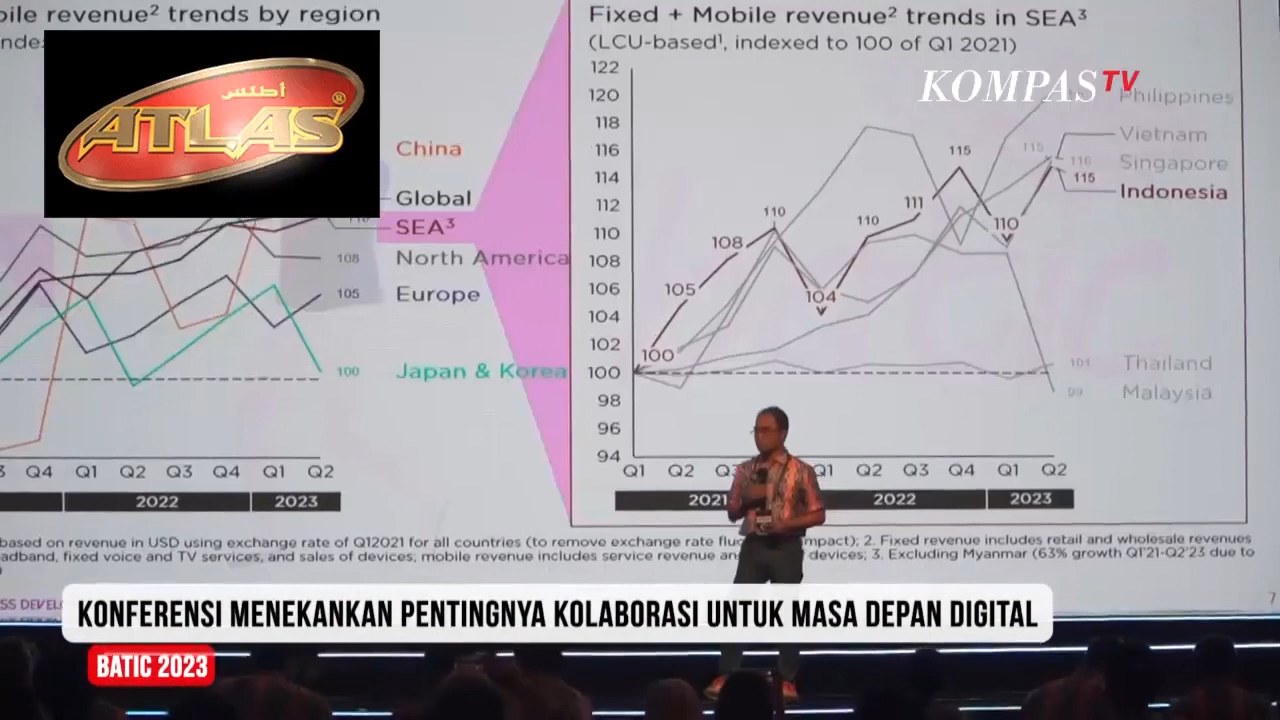 bile revenue² trends by region
أطلس
ATLAS®
China
Global
SEA³
North America
Europe
Japan & Korea
108
105
100
Q4 Q1 Q2 Q3 Q4 Q1 Q2
2022 2023
Fixed + Mobile revenue² trends in SEA³
(LCU-based¹, indexed to 100 of Q1 2021)
KOMPAS TV
122
120
118
116
114
112
110
108
106
104
102
100
98
96
94
100
105
108
110
104
110
111
115
110
115
116
115
101
99
Philippines
Vietnam
Singapore
Indonesia
Thailand
Malaysia
Q1 Q2 Q1 Q2 Q3 Q4 Q1 Q2
2021 2022 2023
based on revenue in USD using exchange rate of Q12021 for all countries (to remove exchange rate mpact); 2. Fixed revenue includes retail and wholesale revenues
adband, fixed voice and TV services, and sales of devices; mobile revenue includes service revenue devices; 3. Excluding Myanmar (63% growth Q1'21-Q2'23 due to
7
KONFERENSI MENEKANKAN PENTINGNYA KOLABORASI UNTUK MASA DEPAN DIGITAL
BATIC 2023